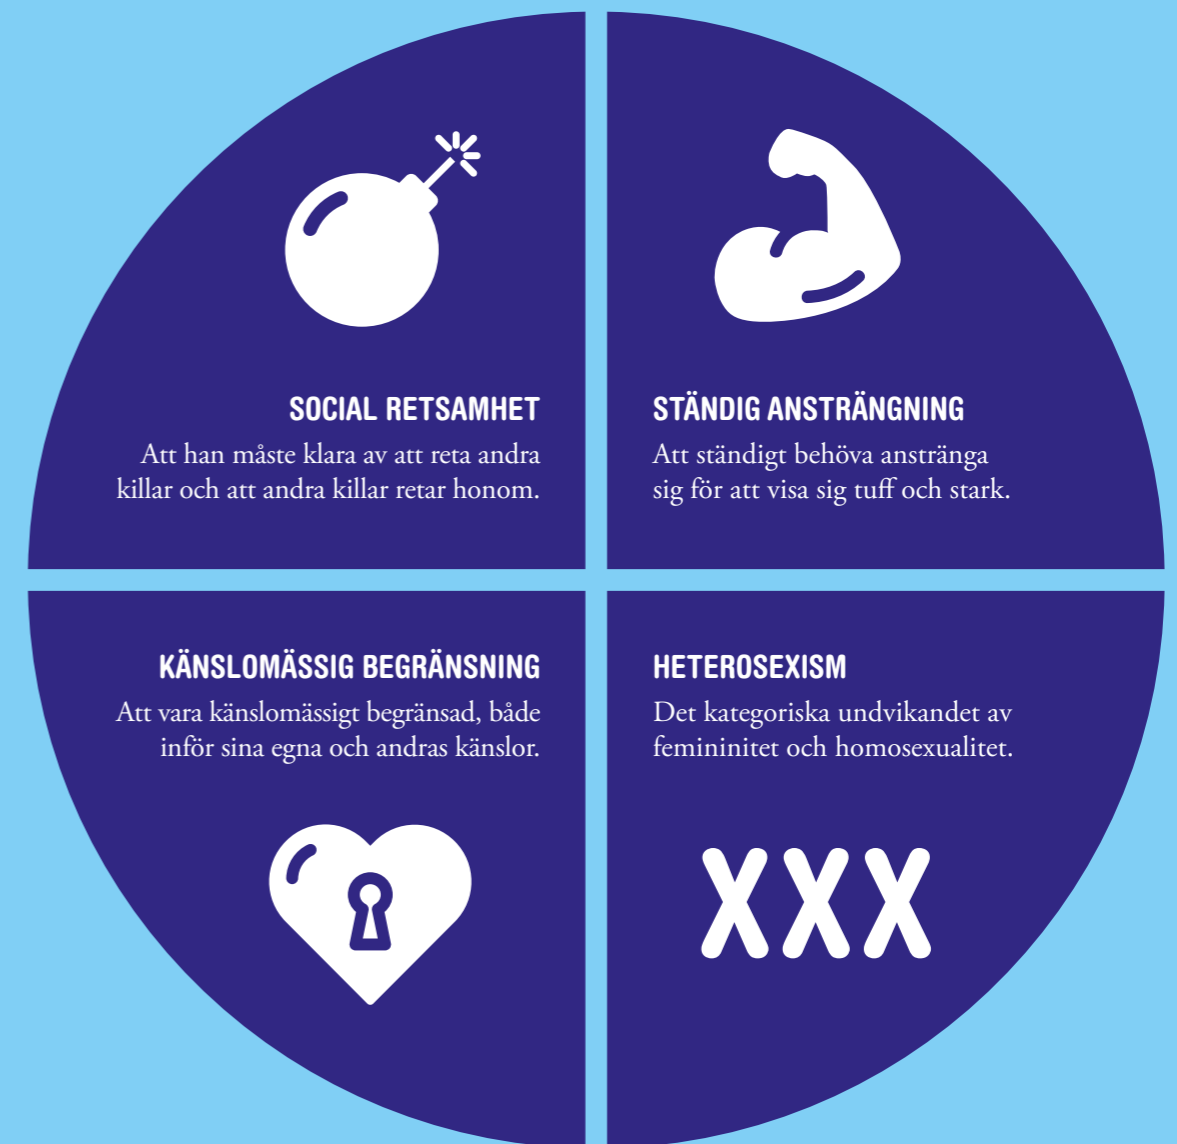 SOCIAL RETSAMHET
Att han måste klara av att reta andra
killar och att andra killar retar honom.
STÄNDIG ANSTRÄNGNING
Att ständigt behöva anstränga
sig för att visa sig tuff och stark.
KÄNSLOMÄSSIG BEGRÄNSNING
Att vara känslomässigt begränsad, både
inför sina egna och andras känslor.
HETEROSEXISM
Det kategoriska undvikandet av
femininitet och homosexualitet.
XXX